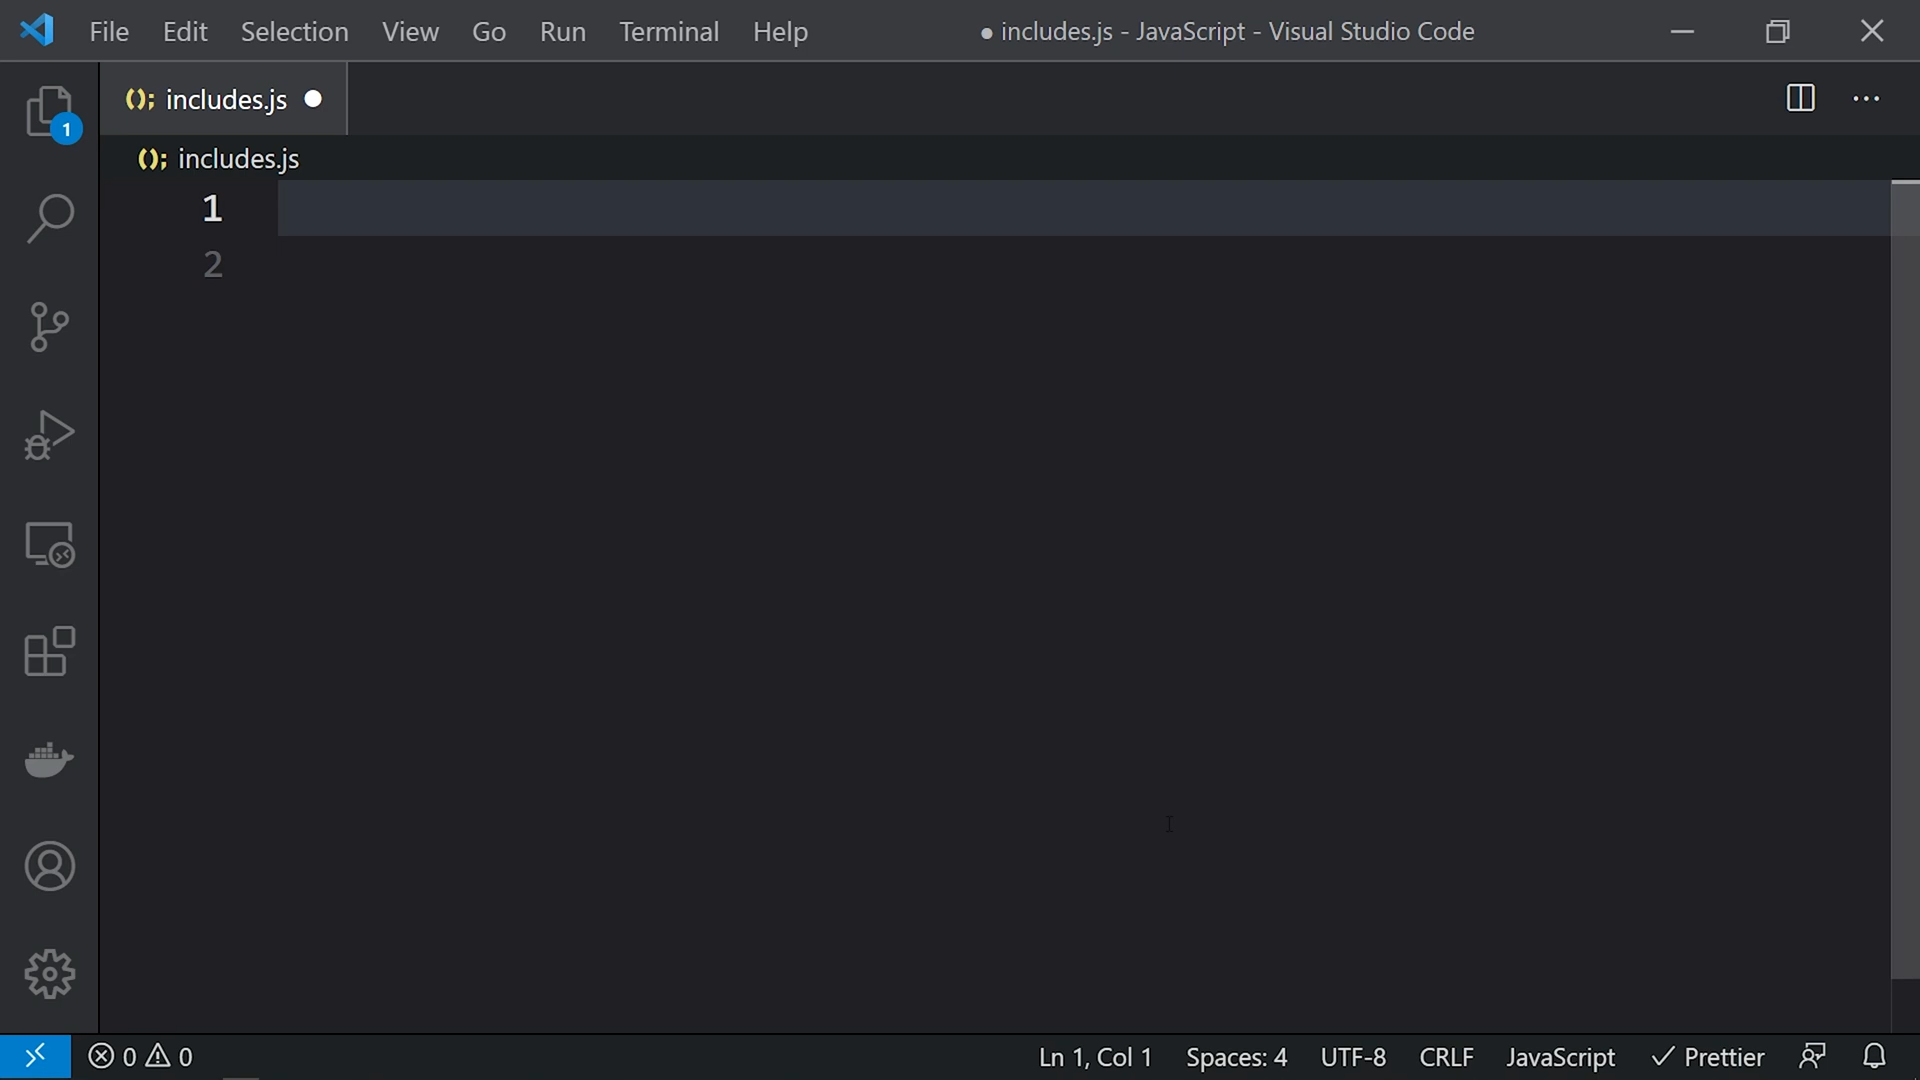 File Edit Selection View Go Run Terminal Help ● includes.js - JavaScript - Visual Studio Code
(); includes.js
1
(); includes.js
1
2
0 0 Ln 1, Col 1 Spaces: 4 UTF-8 CRLF JavaScript ✓ Prettier